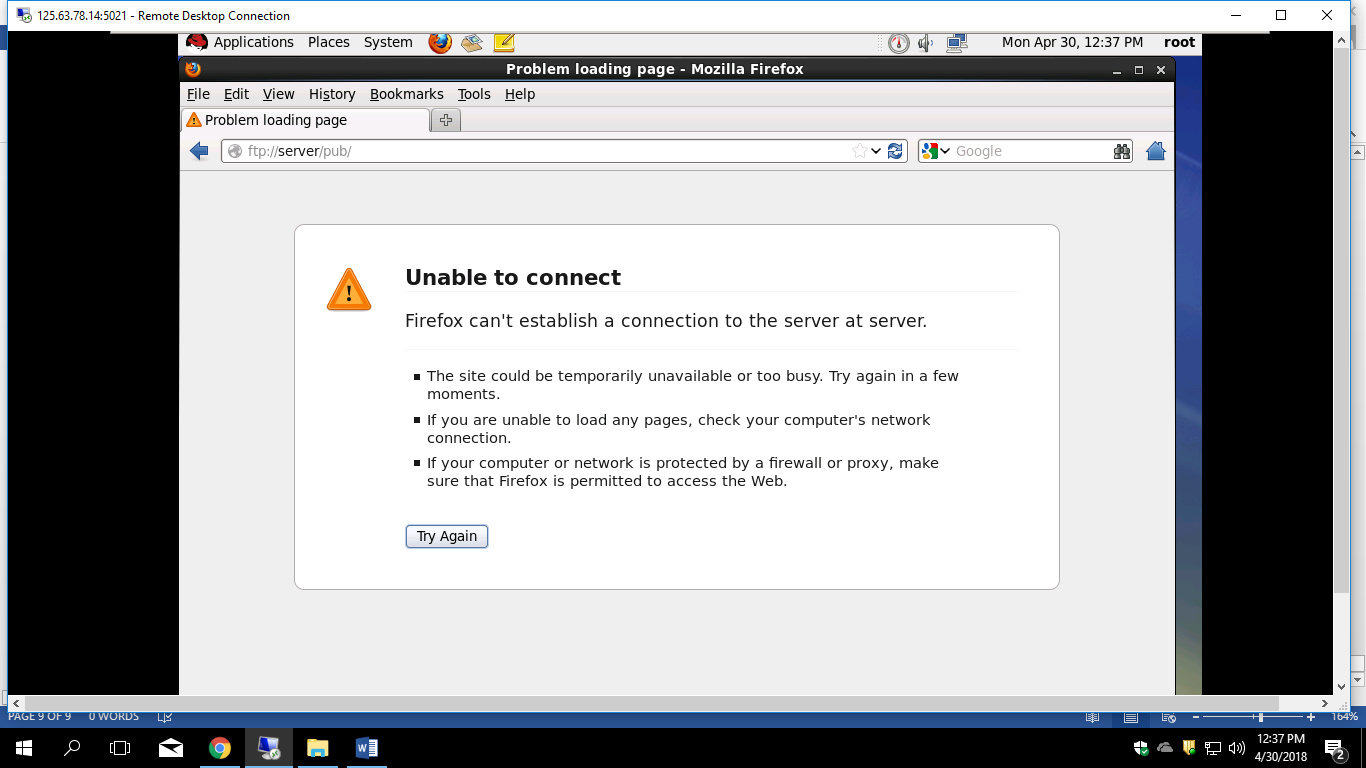 125.63.78.14:5021 - Remote Desktop Connection
Applications Places System Mon Apr 30, 12:37 PM root
Problem loading page - Mozilla Firefox
File Edit View History Bookmarks Tools Help
Problem loading page
ftp://server/pub/ Google
Unable to connect
Firefox can't establish a connection to the server at server.
The site could be temporarily unavailable or too busy. Try again in a few
moments.
If you are unable to load any pages, check your computer's network
connection.
If your computer or network is protected by a firewall or proxy, make
sure that Firefox is permitted to access the Web.
Try Again
PAGE 9 OF 9 0 WORDS 164%
12:37 PM
4/30/2018
2